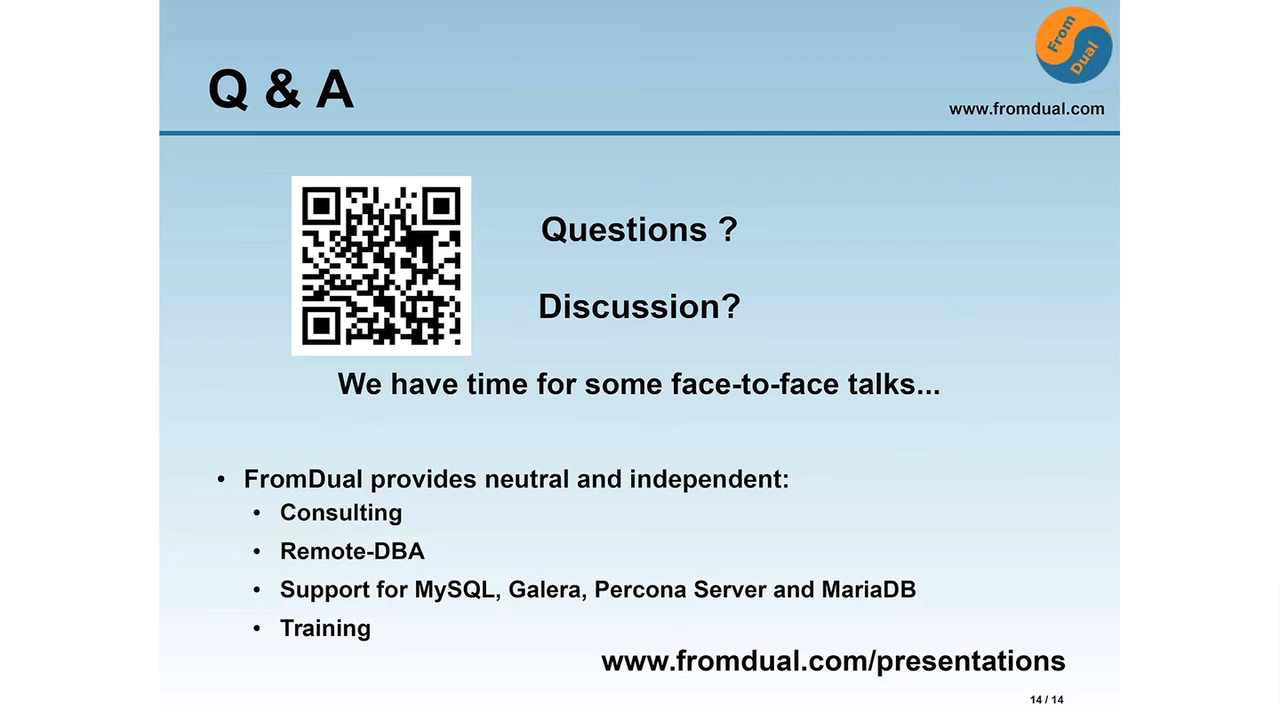 Q & A
From
Dual
www.fromdual.com
Questions ?
Discussion?
We have time for some face-to-face talks...
• FromDual provides neutral and independent:
• Consulting
• Remote-DBA
• Support for MySQL, Galera, Percona Server and MariaDB
• Training
www.fromdual.com/presentations
14 / 14